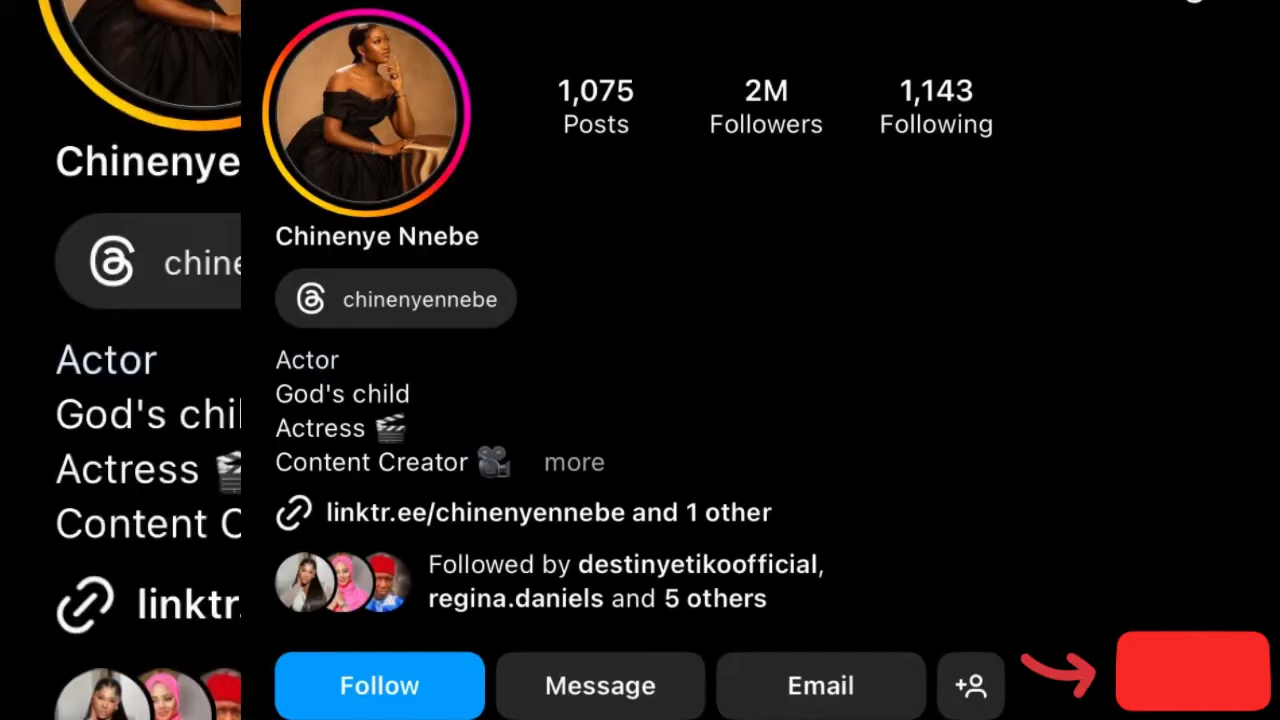 Chinenye
chine
Actor
God's chil
Actress
Content C
linktr.
1,075
Posts
2M
Followers
1,143
Following
Chinenye Nnebe
chinenyennebe
Actor
God's child
Actress 🎬
Content Creator 🎥 more
linktr.ee/chinenyennebe and 1 other
Followed by destinyetikoofficial,
regina.daniels and 5 others
Follow
Message
Email